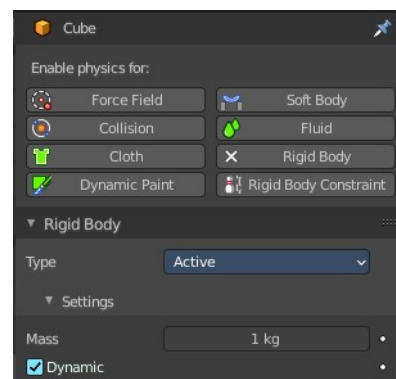 Cube
Enable physics for:
Force Field Soft Body
Collision Fluid
Cloth Rigid Body
Dynamic Paint Rigid Body Constraint
Rigid Body
Type Active
Settings
Mass 1 kg
Dynamic